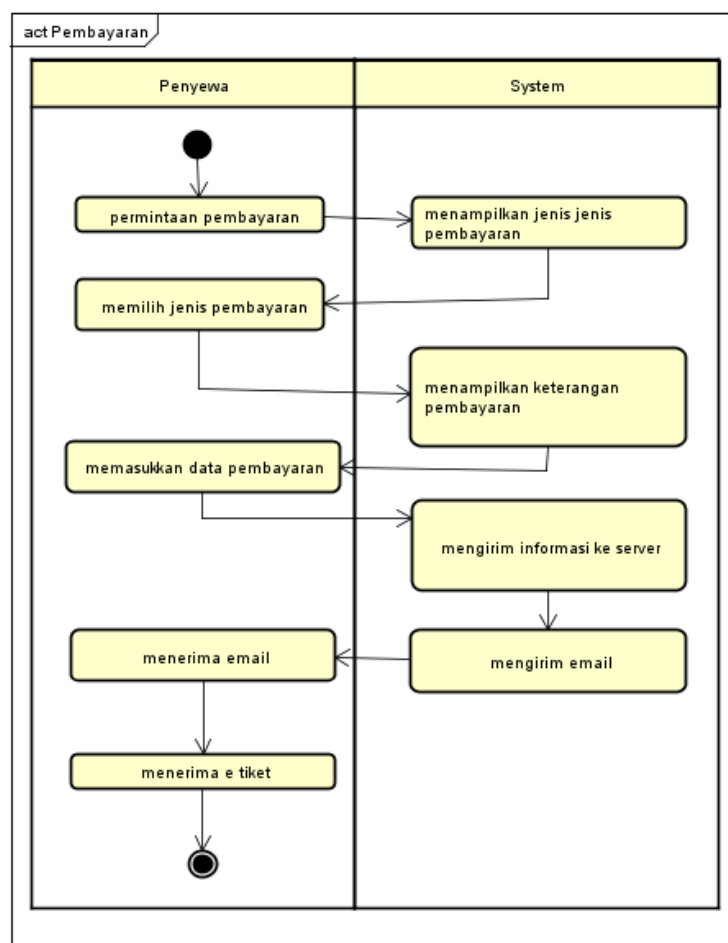 act Pembayaran
Penyewa
System
permintaan pembayaran
menampilkan jenis jenis
pembayaran
memilih jenis pembayaran
menampilkan keterangan
pembayaran
memasukkan data pembayaran
mengirim informasi ke server
menerima email
mengirim email
menerima e tiket